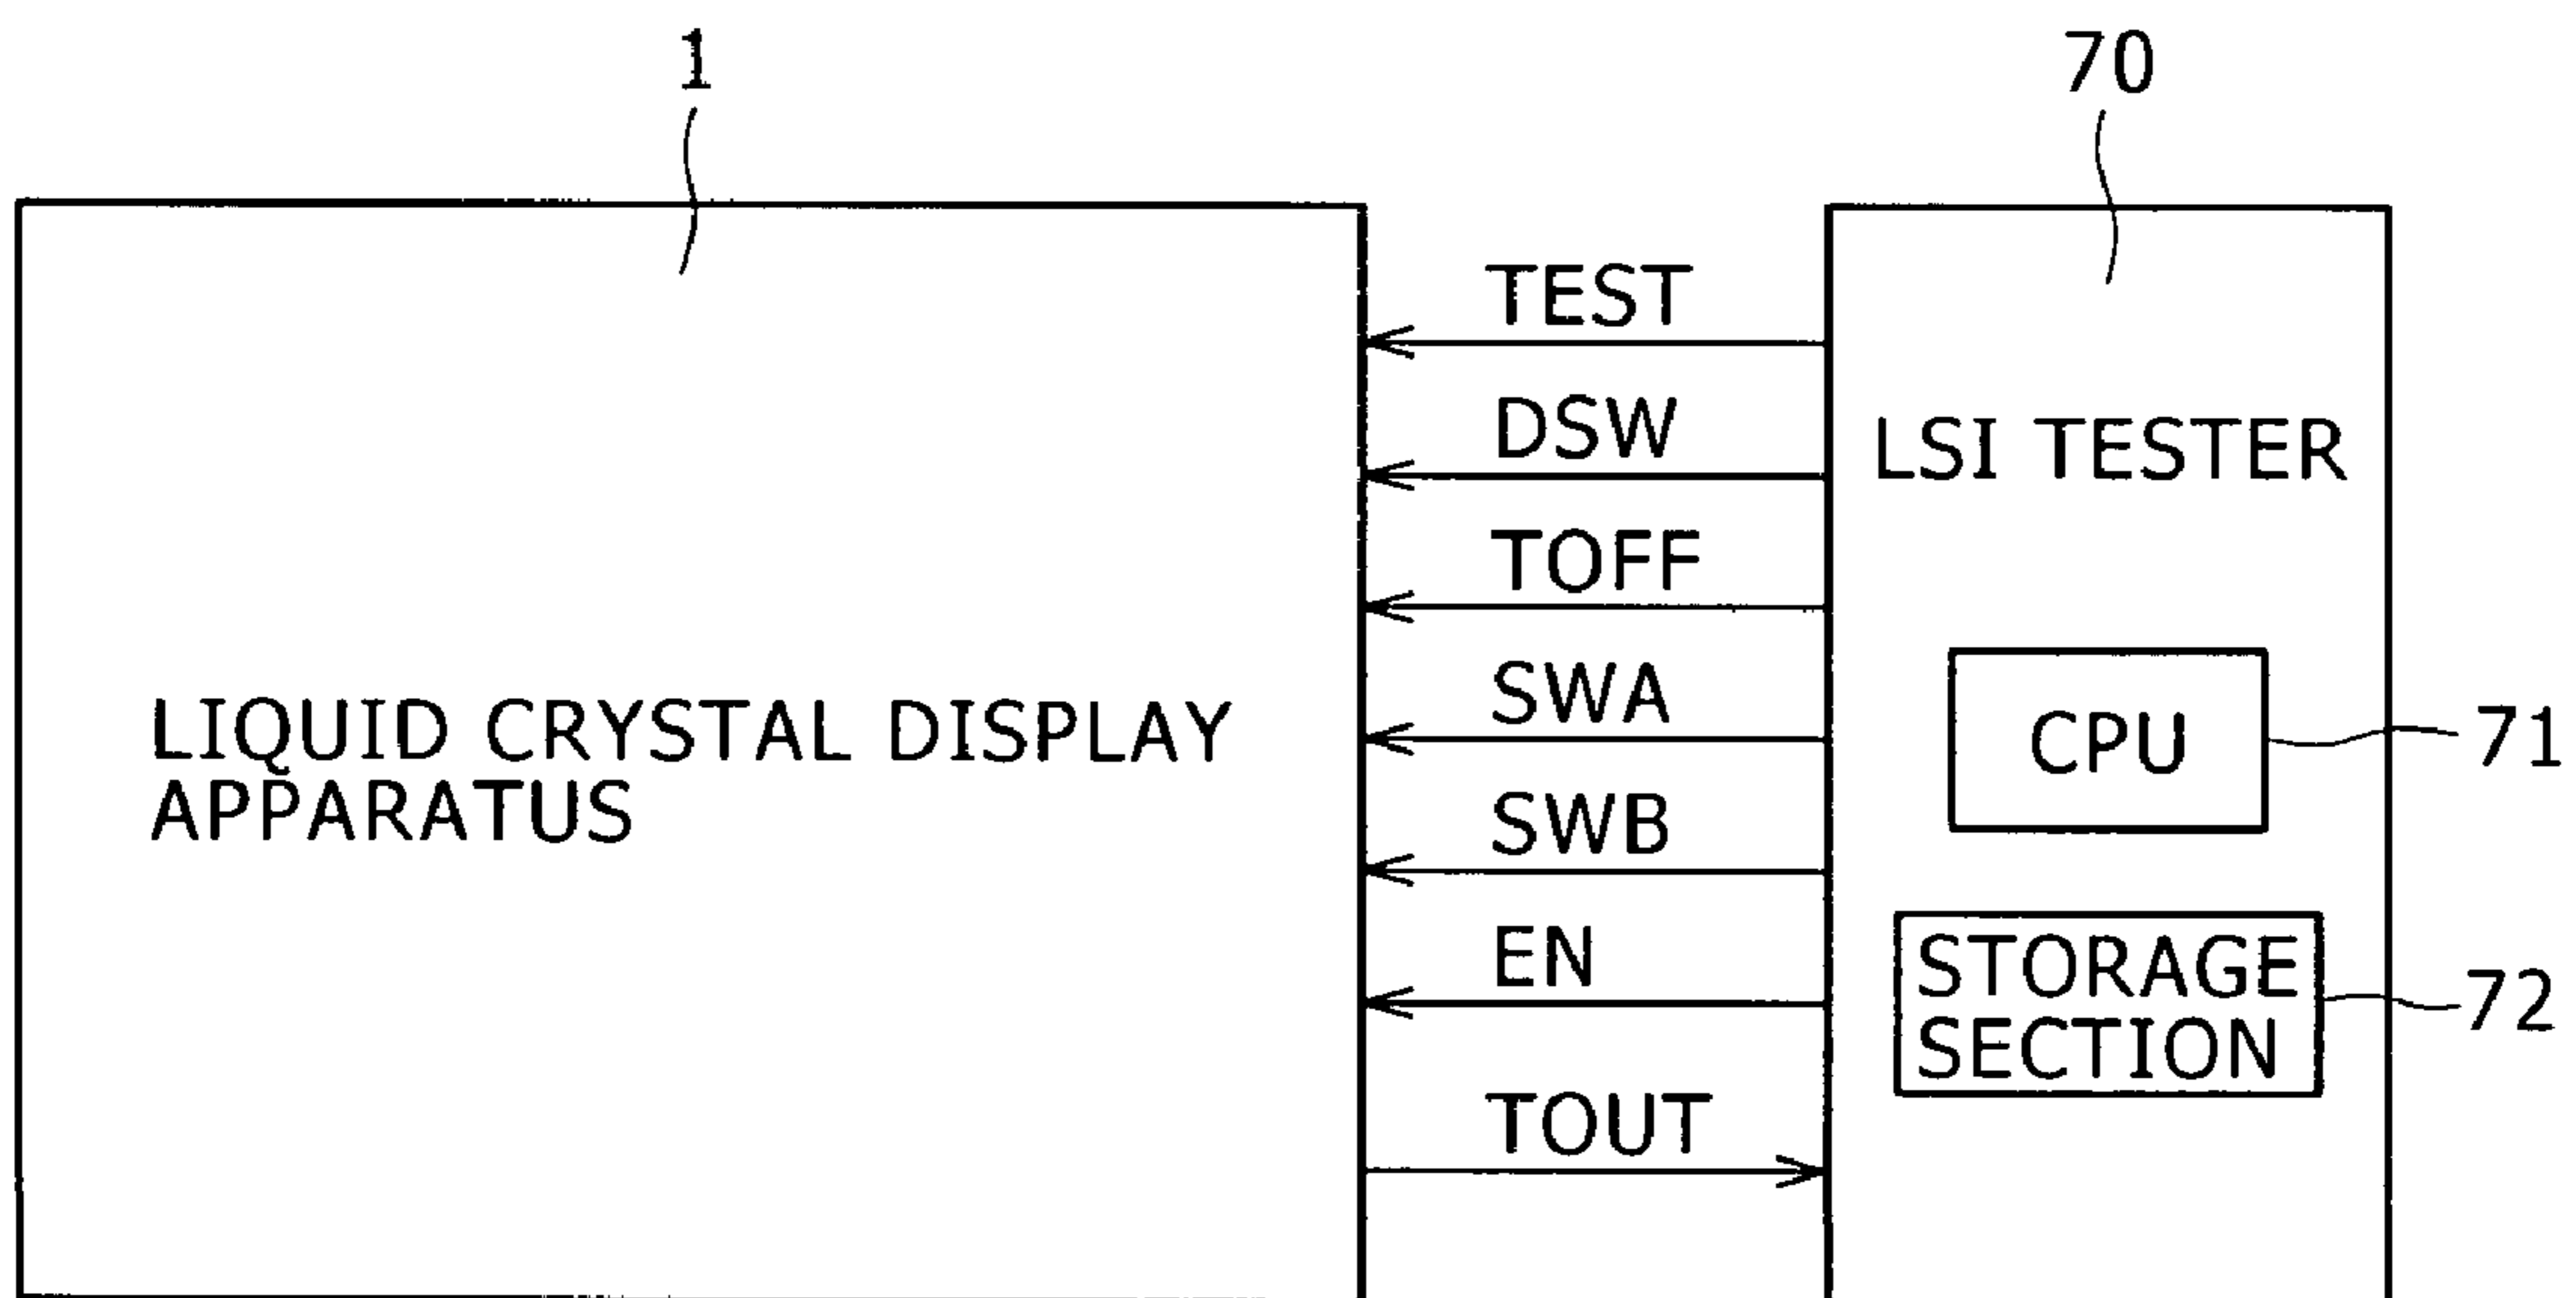 1
70
TEST
DSW
TOFF
SWA
SWB
EN
TOUT
LIQUID CRYSTAL DISPLAY
APPARATUS
LSI TESTER
CPU
71
STORAGE
SECTION
72